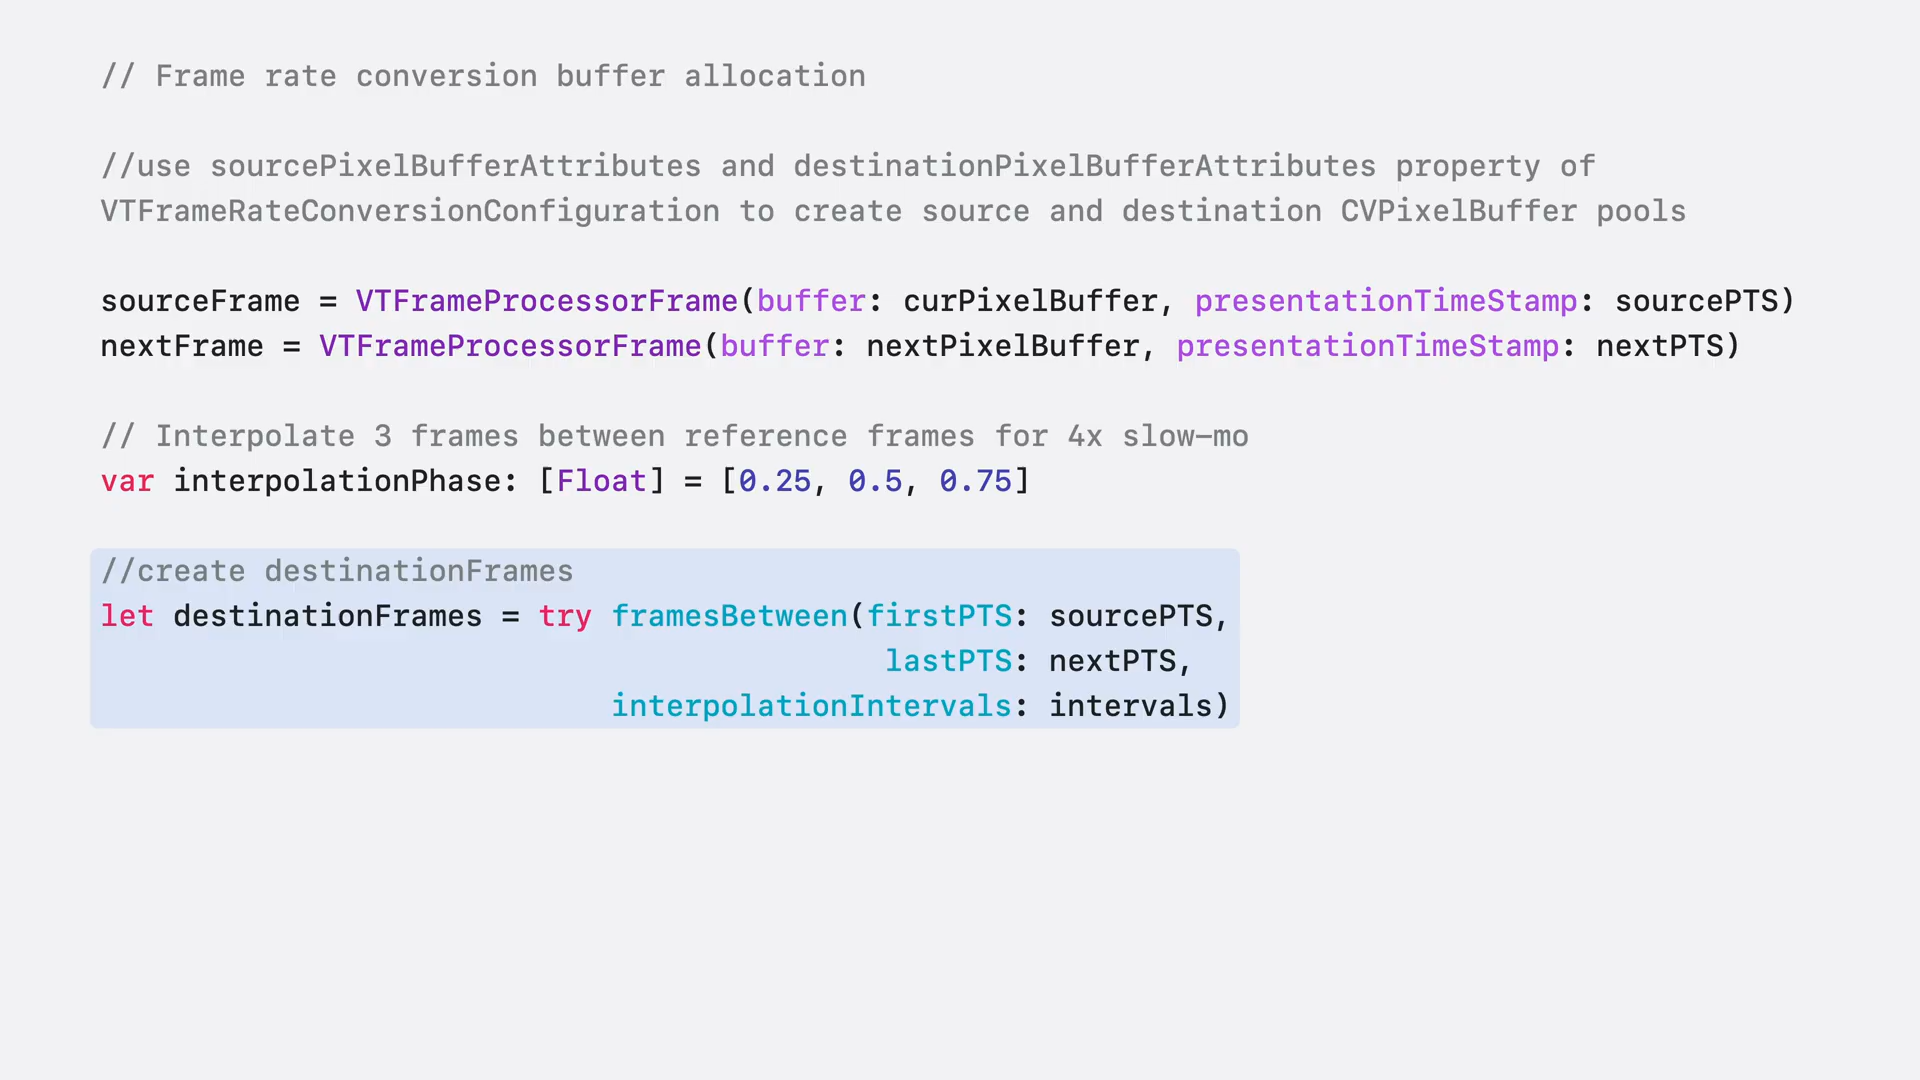 // Frame rate conversion buffer allocation
//use sourcePixelBufferAttributes and destinationPixelBufferAttributes property of
VTFrameRateConversionConfiguration to create source and destination CVPixelBuffer pools
sourceFrame = VTFrameProcessorFrame(buffer: curPixelBuffer, presentationTimeStamp: sourcePTS)
nextFrame = VTFrameProcessorFrame(buffer: nextPixelBuffer, presentationTimeStamp: nextPTS)
// Interpolate 3 frames between reference frames for 4x slow-mo
var interpolationPhase: [Float] = [0.25, 0.5, 0.75]
//create destinationFrames
let destinationFrames = try framesBetween(firstPTS: sourcePTS,
lastPTS: nextPTS,
interpolationIntervals: intervals)